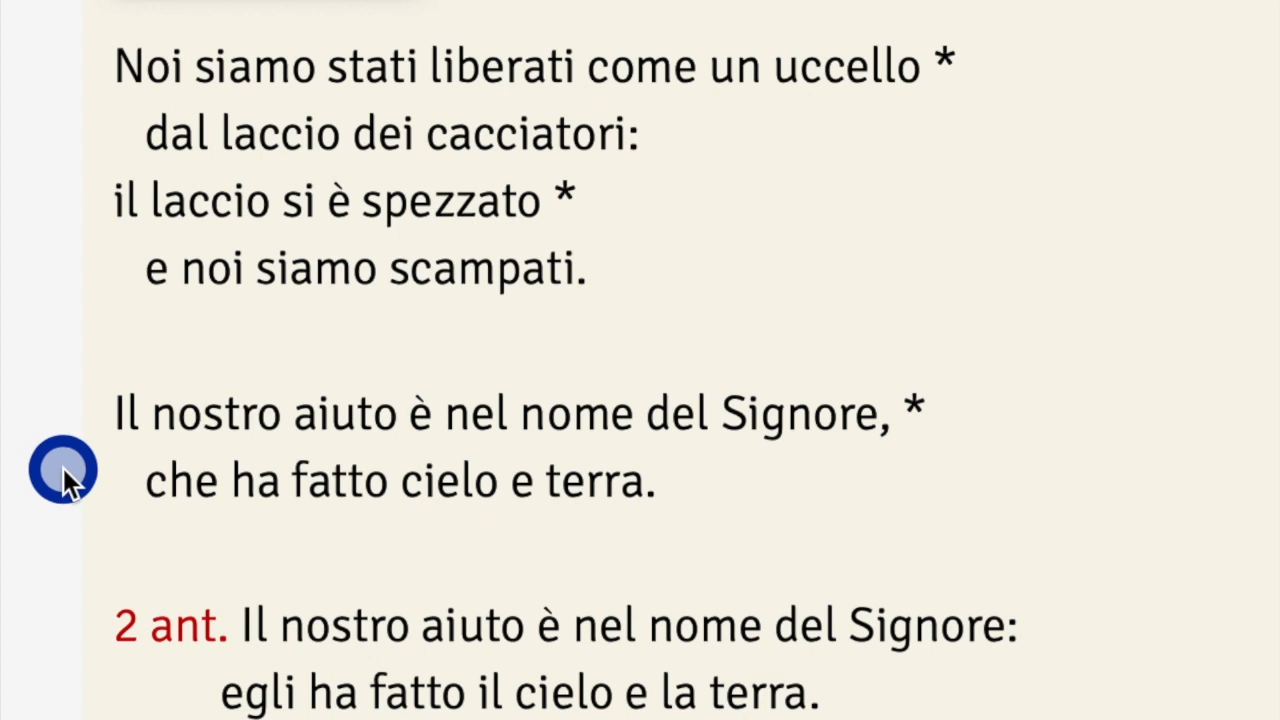 Noi siamo stati liberati come un uccello *
dal laccio dei cacciatori:
il laccio si è spezzato *
e noi siamo scampati.
Il nostro aiuto è nel nome del Signore, *
che ha fatto cielo e terra.
2 ant. Il nostro aiuto è nel nome del Signore:
egli ha fatto il cielo e la terra.